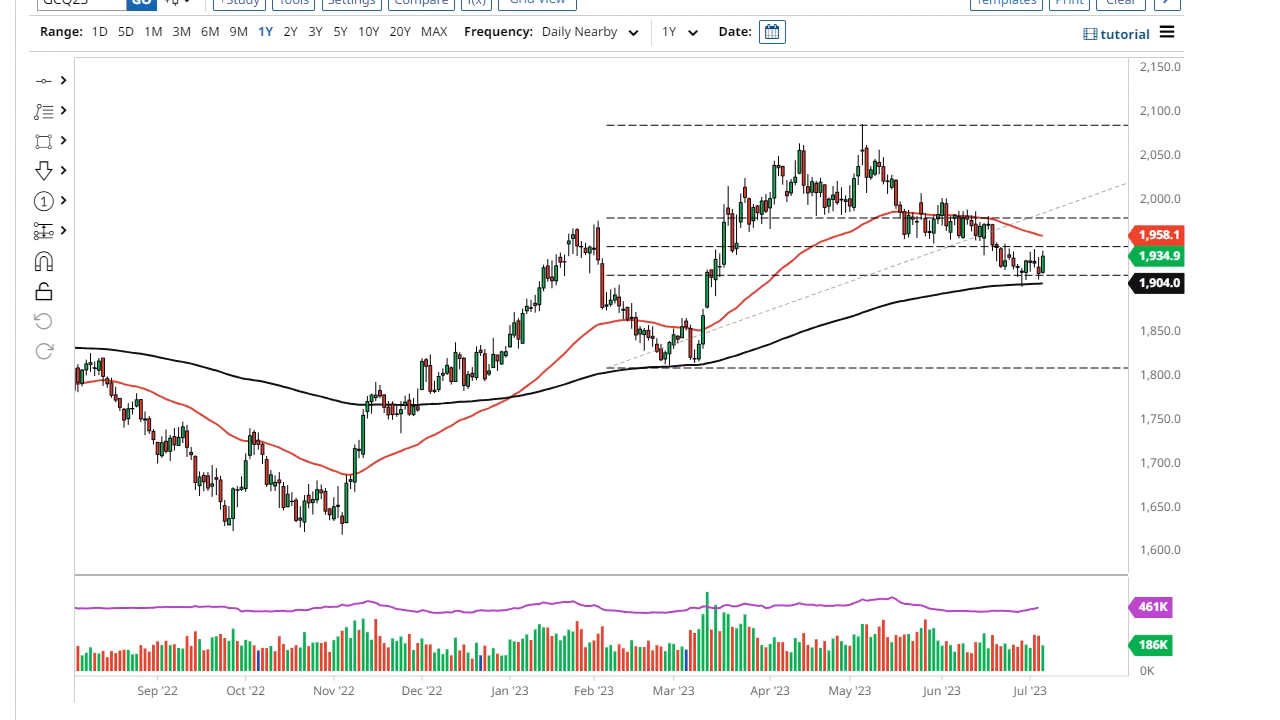 GCQ23 GO +Study Tools Settings Compare f(x) Grid View Templates Print Clear
Range: 1D 5D 1M 3M 6M 9M 1Y 2Y 3Y 5Y 10Y 20Y MAX Frequency: Daily Nearby 1Y Date: tutorial
2,150.0
2,100.0
2,050.0
2,000.0
1,958.1
1,934.9
1,904.0
1,850.0
1,800.0
1,750.0
1,700.0
1,650.0
1,600.0
1
461K
186K
0K
Sep '22 Oct '22 Nov '22 Dec '22 Jan '23 Feb '23 Mar '23 Apr '23 May '23 Jun '23 Jul '23